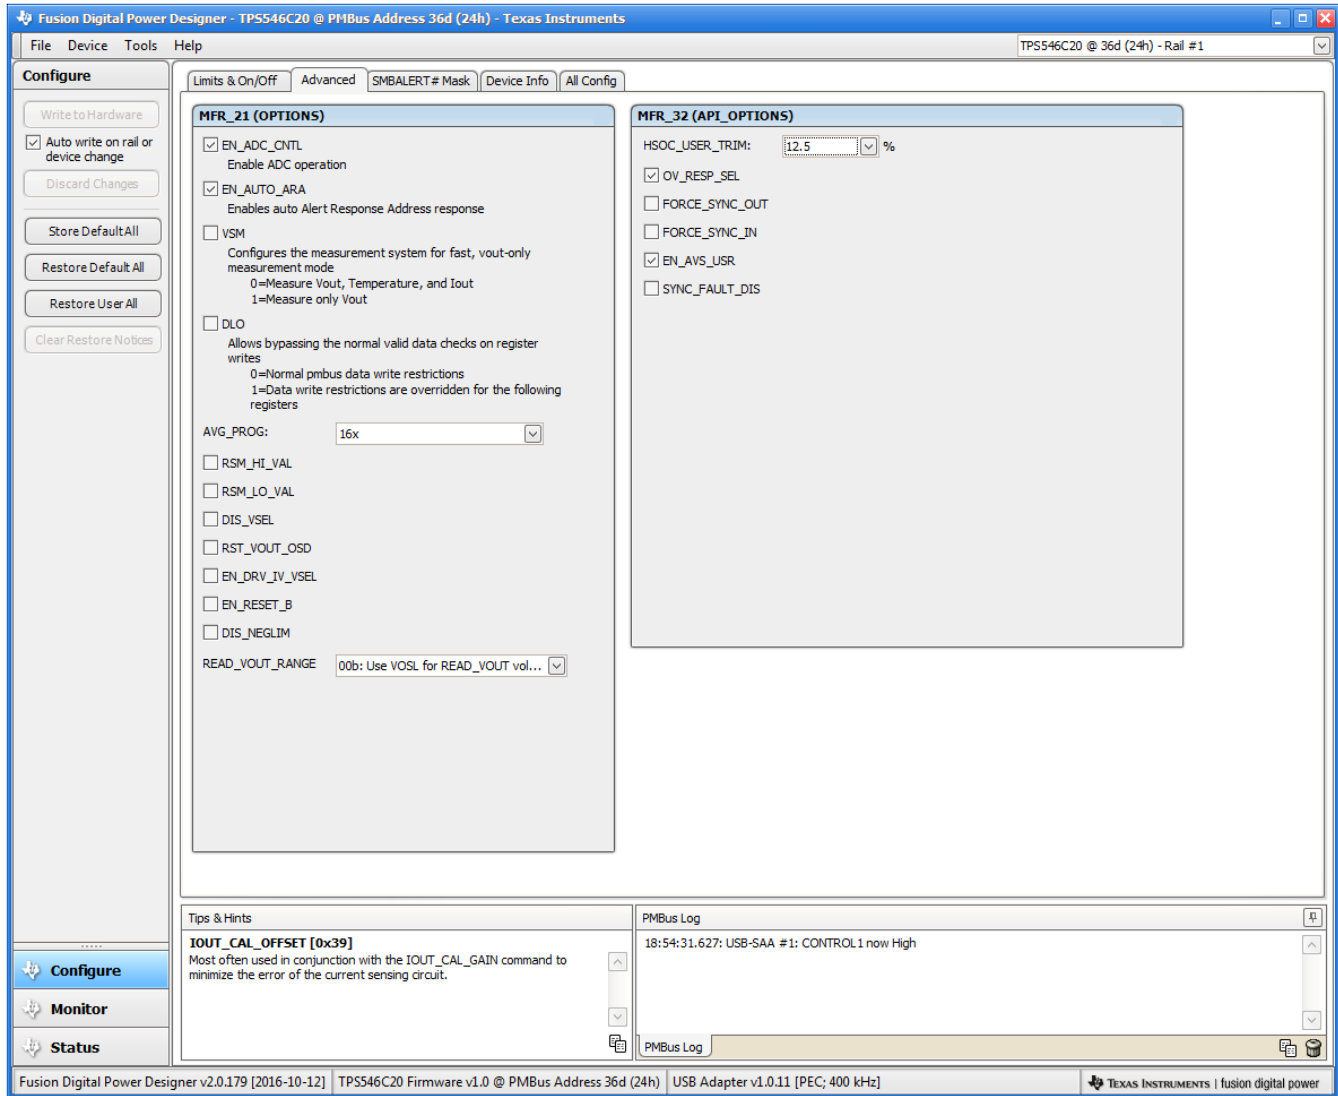 Fusion Digital Power Designer - TPS546C20 @ PMBus Address 36d (24h) - Texas Instruments
File Device Tools Help
TPS546C20 @ 36d (24h) - Rail #1
Configure
Write to Hardware
Auto write on rail or
device change
Discard Changes
Store Default All
Restore Default All
Restore User All
Clear Restore Notices
Limits & On/Off Advanced SMBALERT# Mask Device Info All Config
MFR_21 (OPTIONS)
EN_ADC_CNTL
Enable ADC operation
EN_AUTO_ARA
Enables auto Alert Response Address response
VSM
Configures the measurement system for fast, vout-only
measurement mode
0=Measure Vout, Temperature, and Iout
1=Measure only Vout
DLO
Allows bypassing the normal valid data checks on register
writes
0=Normal pmbus data write restrictions
1=Data write restrictions are overridden for the following
registers
AVG_PROG: 16x
RSM_HI_VAL
RSM_LO_VAL
DIS_VSEL
RST_VOUT_OSD
EN_DRV_IV_VSEL
EN_RESET_B
DIS_NEGLIM
READ_VOUT_RANGE 00b: Use VOSL for READ_VOUT vol...
MFR_32 (API_OPTIONS)
HSOC_USER_TRIM: 12.5 %
OV_RESP_SEL
FORCE_SYNC_OUT
FORCE_SYNC_IN
EN_AVS_USR
SYNC_FAULT_DIS
Tips & Hints
IOUT_CAL_OFFSET [0x39]
Most often used in conjunction with the IOUT_CAL_GAIN command to
minimize the error of the current sensing circuit.
PMBus Log
18:54:31.627: USB-SAA #1: CONTROL1 now High
PMBus Log
Configure
Monitor
Status
Fusion Digital Power Designer v2.0.179 [2016-10-12] TPS546C20 Firmware v1.0 @ PMBus Address 36d (24h) USB Adapter v1.0.11 [PEC; 400 kHz] TEXAS INSTRUMENTS | fusion digital power